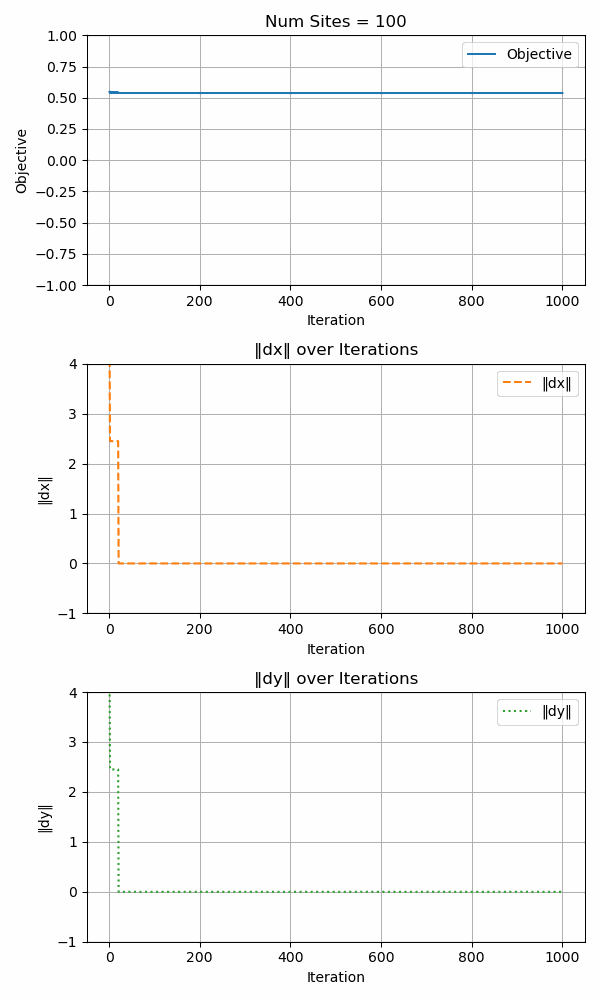 Num Sites = 100
Objective
1.00
0.75
0.50
0.25
0.00
−0.25
−0.50
−0.75
−1.00
Objective
0 200 400 600 800 1000
Iteration
‖dx‖ over Iterations
‖dx‖
4
3
2
1
0
−1
‖dx‖
0 200 400 600 800 1000
Iteration
‖dy‖ over Iterations
‖dy‖
4
3
2
1
0
−1
‖dy‖
0 200 400 600 800 1000
Iteration